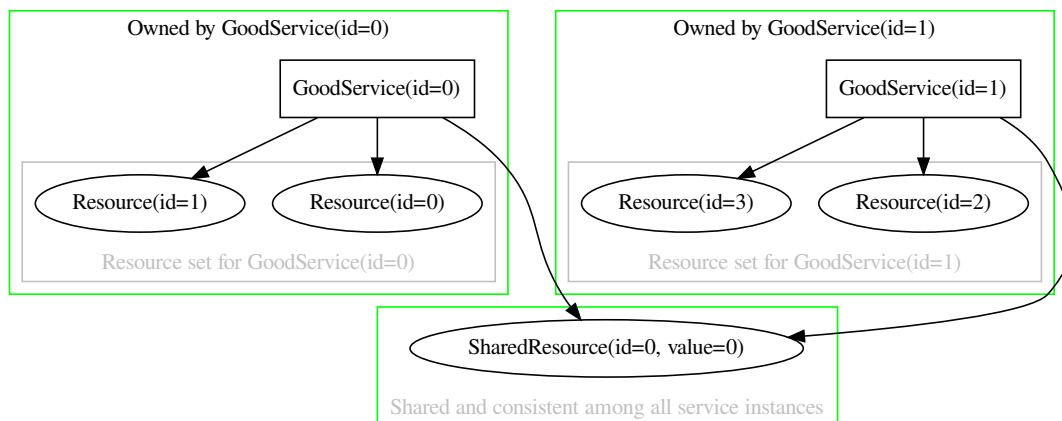 Owned by GoodService(id=0)
Owned by GoodService(id=1)
GoodService(id=0)
GoodService(id=1)
Resource(id=1)
Resource(id=0)
Resource(id=3)
Resource(id=2)
Resource set for GoodService(id=0)
Resource set for GoodService(id=1)
SharedResource(id=0, value=0)
Shared and consistent among all service instances